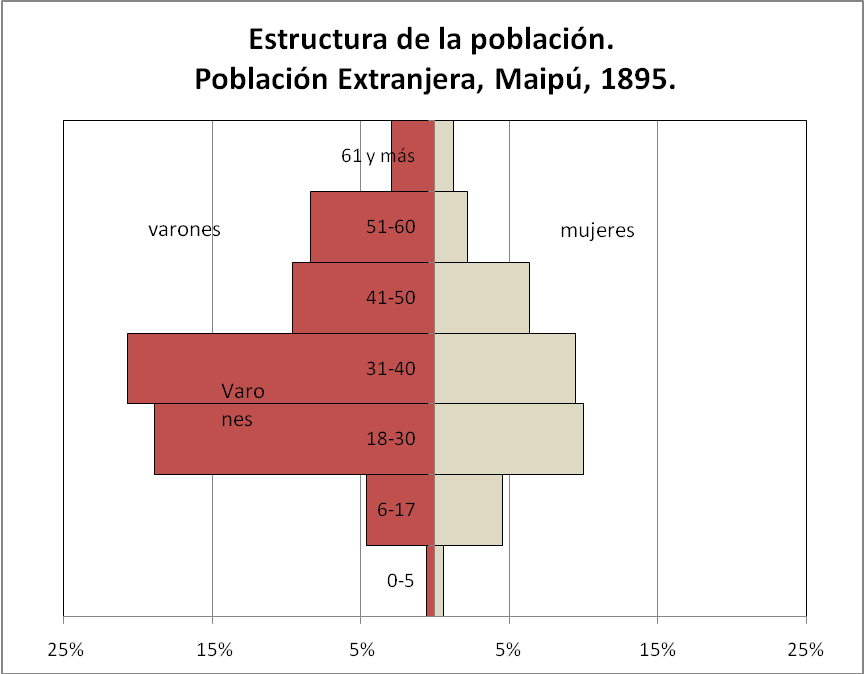 Estructura de la población.
Población Extranjera, Maipú, 1895.
61 y más
varones
51-60
mujeres
41-50
31-40
Varo
nes
18-30
6-17
0-5
25% 15% 5% 5% 15% 25%